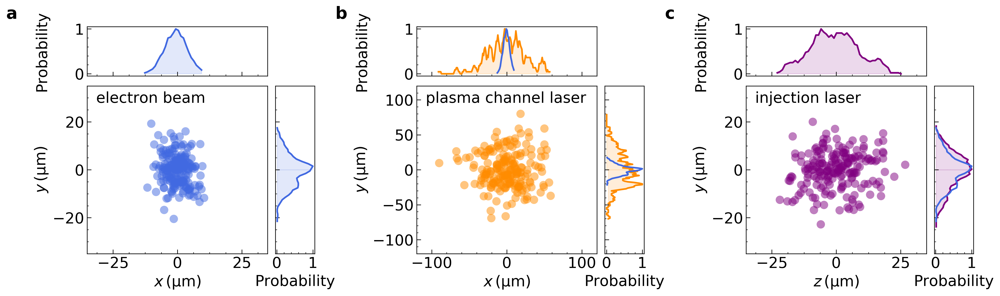 a
Probability
1
0
electron beam
20
0
−20
y (μm)
−25
0
25
x (μm)
0
1
Probability
b
Probability
1
0
plasma channel laser
100
50
0
−50
−100
y (μm)
−100
0
100
x (μm)
0
1
Probability
c
Probability
1
0
injection laser
20
0
−20
y (μm)
−25
0
25
z (μm)
0
1
Probability